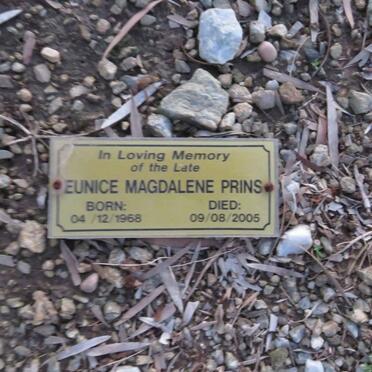 In Loving Memory
of the Late
EUNICE MAGDALENE PRINS
BORN: DIED:
04 /12/1968 09/08/2005